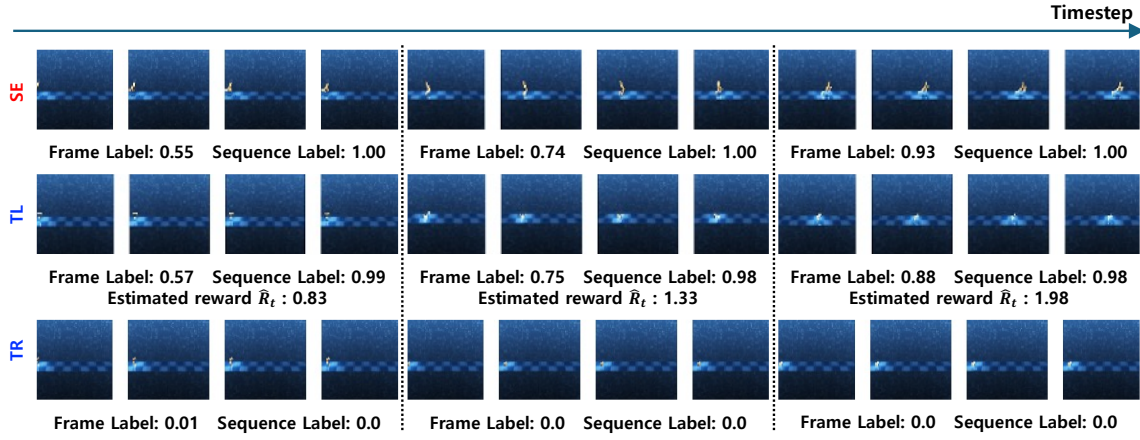 Timestep
SE
Frame Label: 0.55 Sequence Label: 1.00 Frame Label: 0.74 Sequence Label: 1.00 Frame Label: 0.93 Sequence Label: 1.00
TL
Frame Label: 0.57 Sequence Label: 0.99 Frame Label: 0.75 Sequence Label: 0.98 Frame Label: 0.88 Sequence Label: 0.98
Estimated reward R̂ₜ : 0.83 Estimated reward R̂ₜ : 1.33 Estimated reward R̂ₜ : 1.98
TR
Frame Label: 0.01 Sequence Label: 0.0 Frame Label: 0.0 Sequence Label: 0.0 Frame Label: 0.0 Sequence Label: 0.0